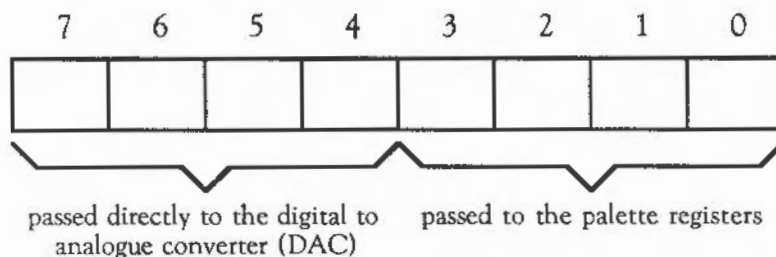 7 6 5 4 3 2 1 0
passed directly to the digital to
analogue converter (DAC)
passed to the palette registers